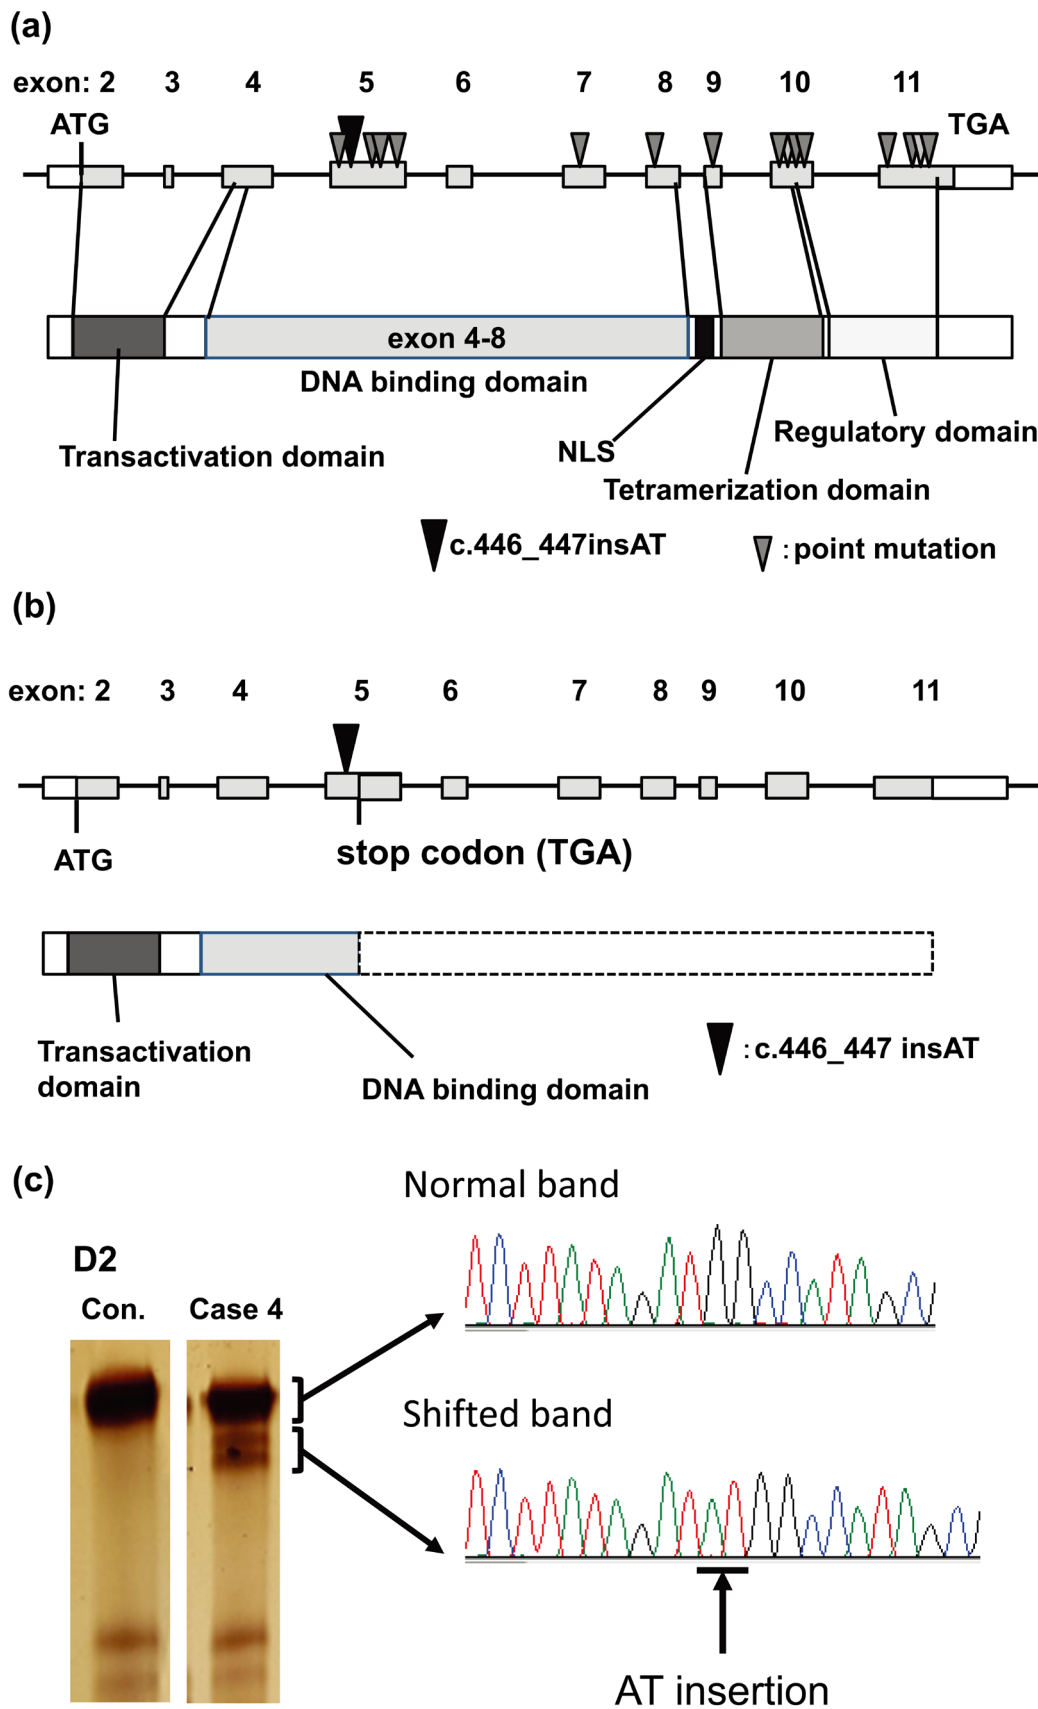 (a)
exon: 2 3 4 5 6 7 8 9 10 11
ATG TGA
exon 4-8
DNA binding domain
Regulatory domain
NLS
Transactivation domain
Tetramerization domain
c.446_447insAT : point mutation
(b)
exon: 2 3 4 5 6 7 8 9 10 11
stop codon (TGA)
ATG
Transactivation
domain
: c.446_447 insAT
DNA binding domain
(c)
Normal band
D2
Con. Case 4
Shifted band
AT insertion